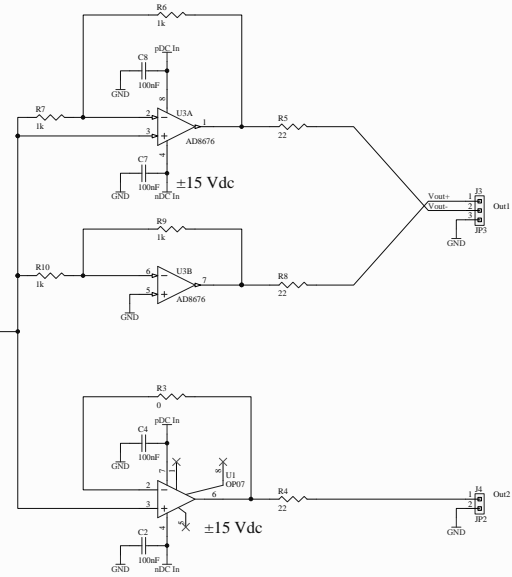 R6
1k
pDC In
C8
GND
100nF
8
R7
1k
2
3
U3A
1
AD8676
4
R5
22
C7
GND
100nF
nDC In
±15 Vdc
J3
Vout+
1
Vout-
2
3
Out1
GND
JP3
R9
1k
R10
1k
6
5
U3B
7
AD8676
GND
R8
22
R3
0
pDC In
C4
GND
100nF
7
1
8
U1
OP07
2
3
6
5
4
R4
22
J4
1
2
Out2
GND
JP2
±15 Vdc
C2
GND
100nF
nDC In